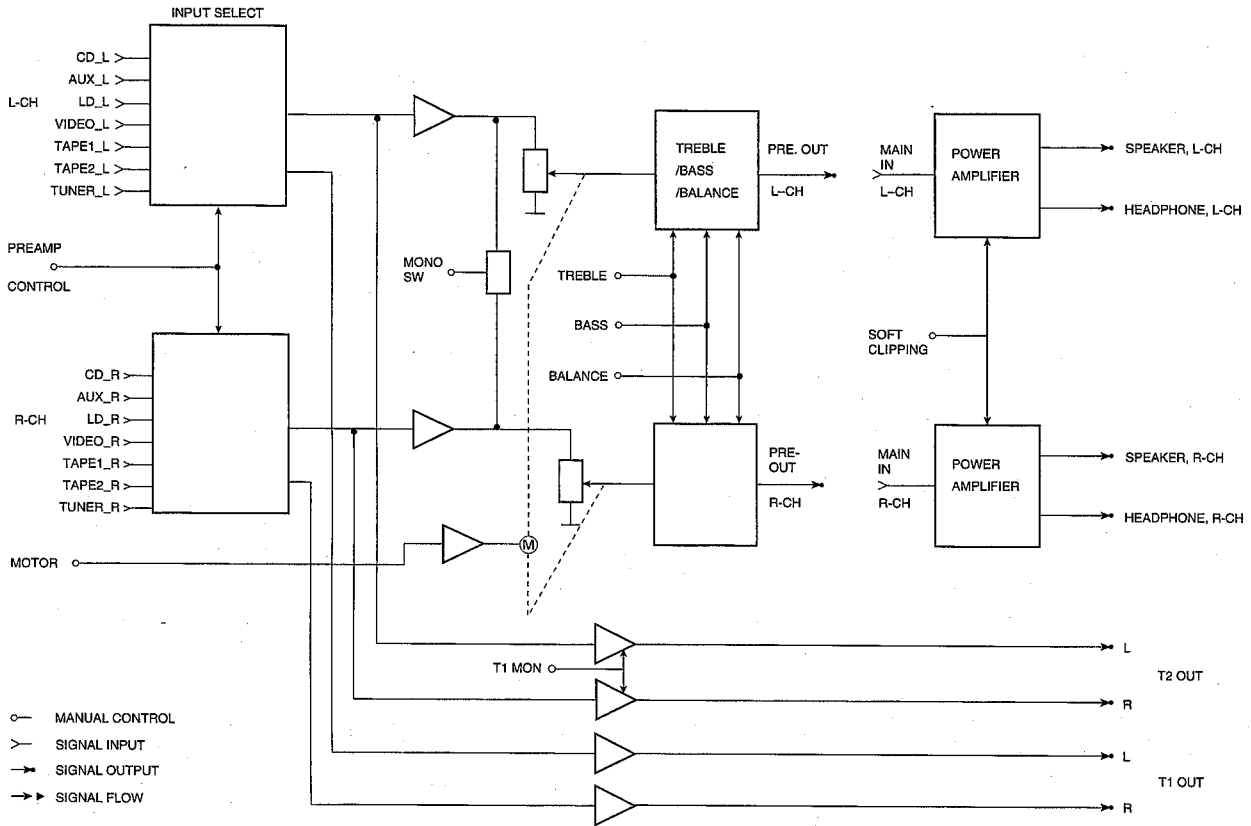 INPUT SELECT
L-CH
CD_L
AUX_L
LD_L
VIDEO_L
TAPE1_L
TAPE2_L
TUNER_L
PREAMP
CONTROL
R-CH
CD_R
AUX_R
LD_R
VIDEO_R
TAPE1_R
TAPE2_R
TUNER_R
MOTOR
MONO
SW
M
TREBLE
/BASS
/BALANCE
PRE. OUT
L-CH
TREBLE
BASS
BALANCE
PRE-
OUT
R-CH
MAIN
IN
L-CH
POWER
AMPLIFIER
SPEAKER, L-CH
HEADPHONE, L-CH
SOFT
CLIPPING
MAIN
IN
R-CH
POWER
AMPLIFIER
SPEAKER, R-CH
HEADPHONE, R-CH
T1 MON
L
T2 OUT
R
L
T1 OUT
R
MANUAL CONTROL
SIGNAL INPUT
SIGNAL OUTPUT
SIGNAL FLOW